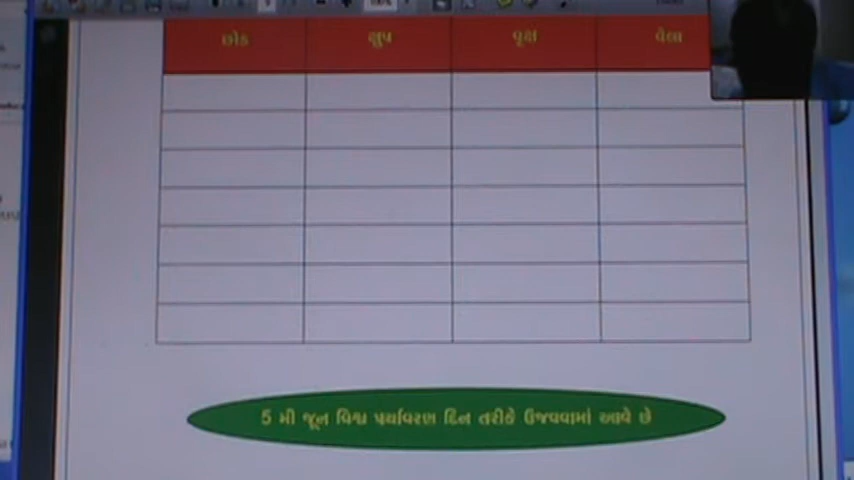 છોડ ક્ષુપ વૃક્ષ વેલા
5 મી જૂન વિશ્વ પર્યાવરણ દિન તરીકે ઉજવવામાં આવે છે